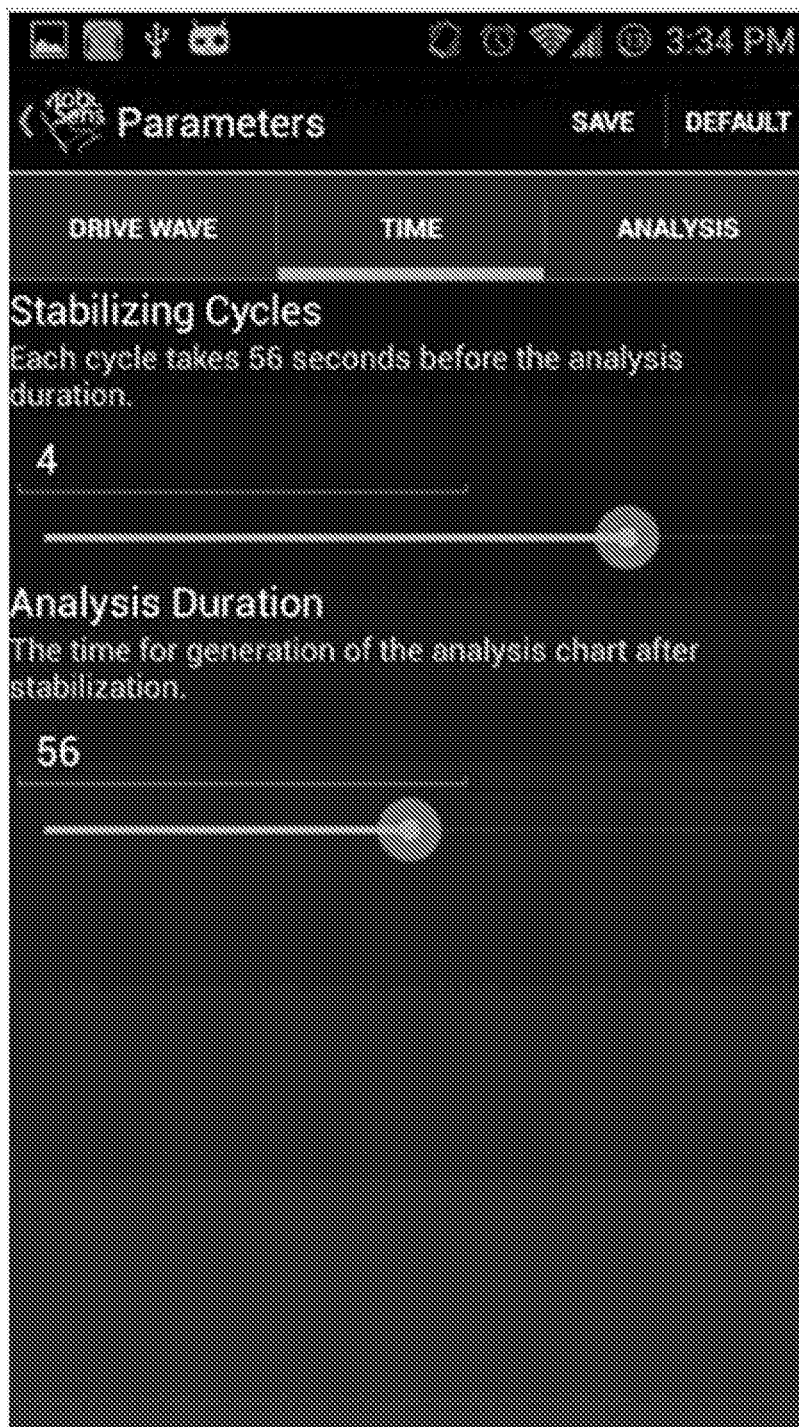 3:34 PM
Parameters
SAVE
DEFAULT
DRIVE WAVE
TIME
ANALYSIS
Stabilizing Cycles
Each cycle takes 56 seconds before the analysis
duration.
4
Analysis Duration
The time for generation of the analysis chart after
stabilization.
56